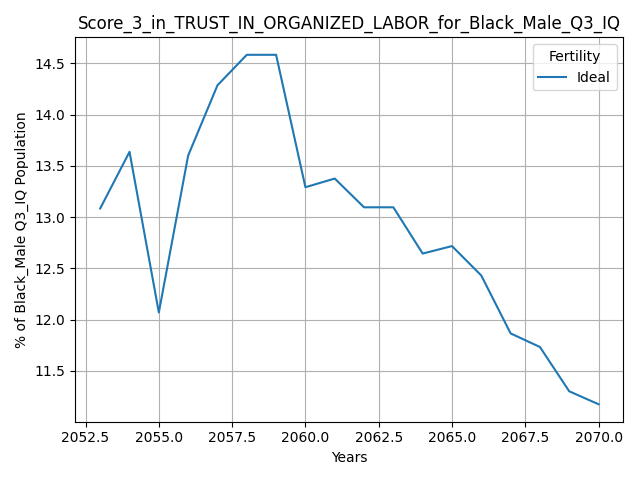 Score_3_in_TRUST_IN_ORGANIZED_LABOR_for_Black_Male_Q3_IQ
Fertility
Ideal
% of Black_Male Q3_IQ Population
14.5
14.0
13.5
13.0
12.5
12.0
11.5
2052.5 2055.0 2057.5 2060.0 2062.5 2065.0 2067.5 2070.0
Years